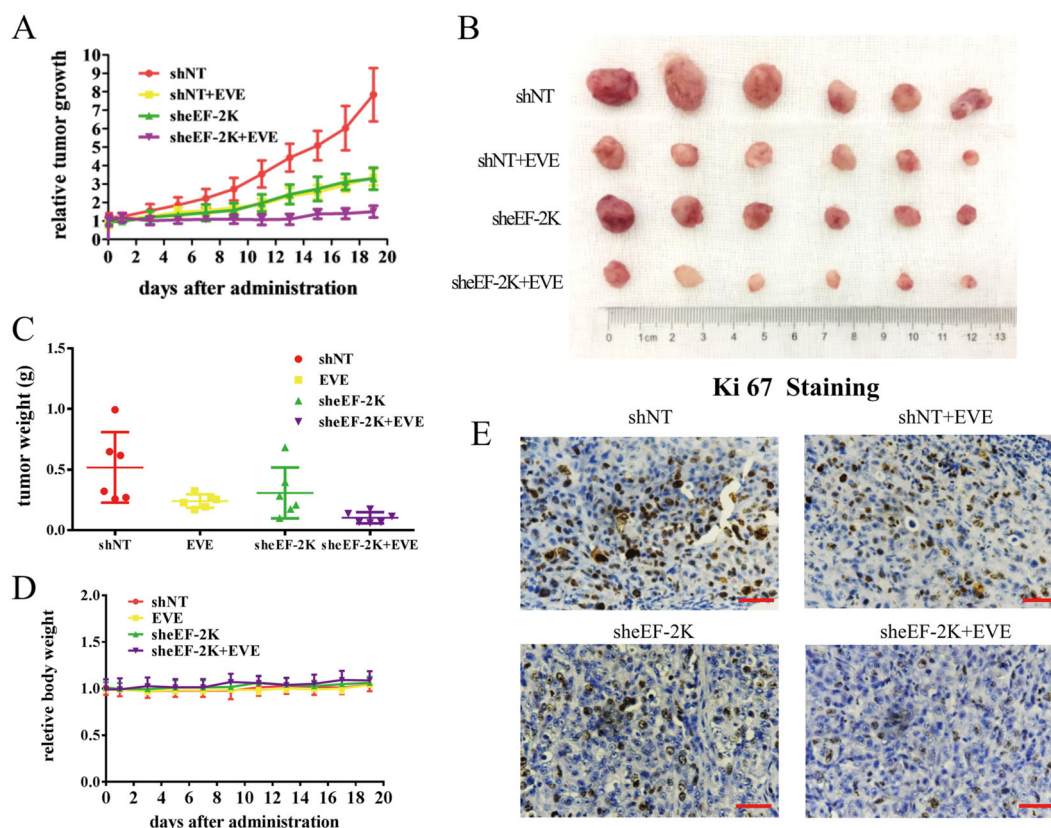 A
10
9
8
7
6
5
4
3
2
1
0
relative tumor growth
shNT
shNT+EVE
sheEF-2K
sheEF-2K+EVE
0 2 4 6 8 10 12 14 16 18 20
days after administration
B
shNT
shNT+EVE
sheEF-2K
sheEF-2K+EVE
0 1cm 2 3 4 5 6 7 8 9 10 11 12 13
C
1.5
1.0
0.5
0.0
tumor weight (g)
shNT
EVE
sheEF-2K
sheEF-2K+EVE
shNT EVE sheEF-2K sheEF-2K+EVE
D
2.0
1.5
1.0
0.5
0.0
reletive body weight
shNT
EVE
sheEF-2K
sheEF-2K+EVE
0 2 4 6 8 10 12 14 16 18 20
days after administration
Ki 67 Staining
E
shNT
shNT+EVE
sheEF-2K
sheEF-2K+EVE